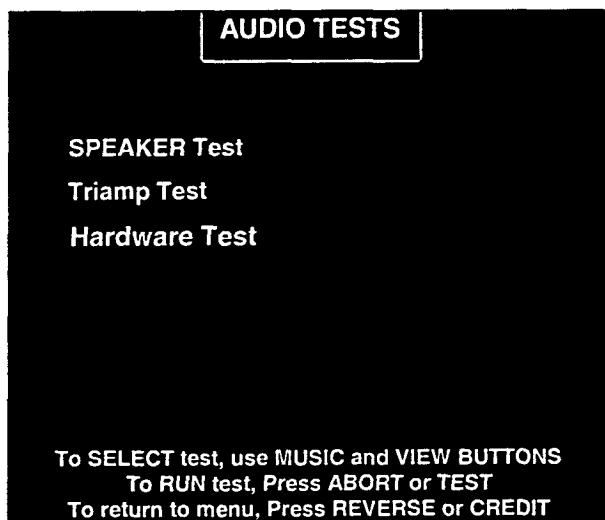 AUDIO TESTS
SPEAKER Test
Triamp Test
Hardware Test
To SELECT test, use MUSIC and VIEW BUTTONS
To RUN test, Press ABORT or TEST
To return to menu, Press REVERSE or CREDIT